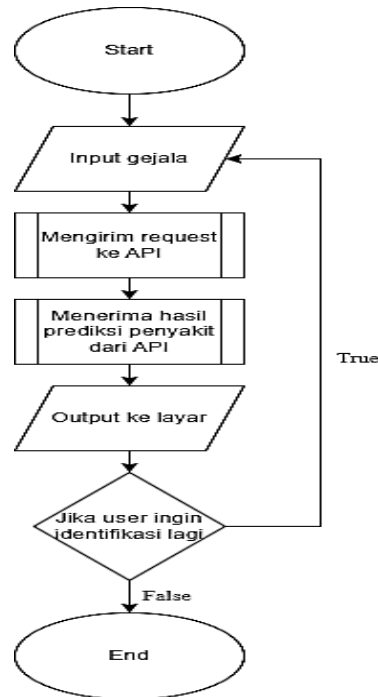 Start
Input gejala
Mengirim request
ke API
Menerima hasil
prediksi penyakit
dari API
True
Output ke layar
Jika user ingin
identifikasi lagi
False
End